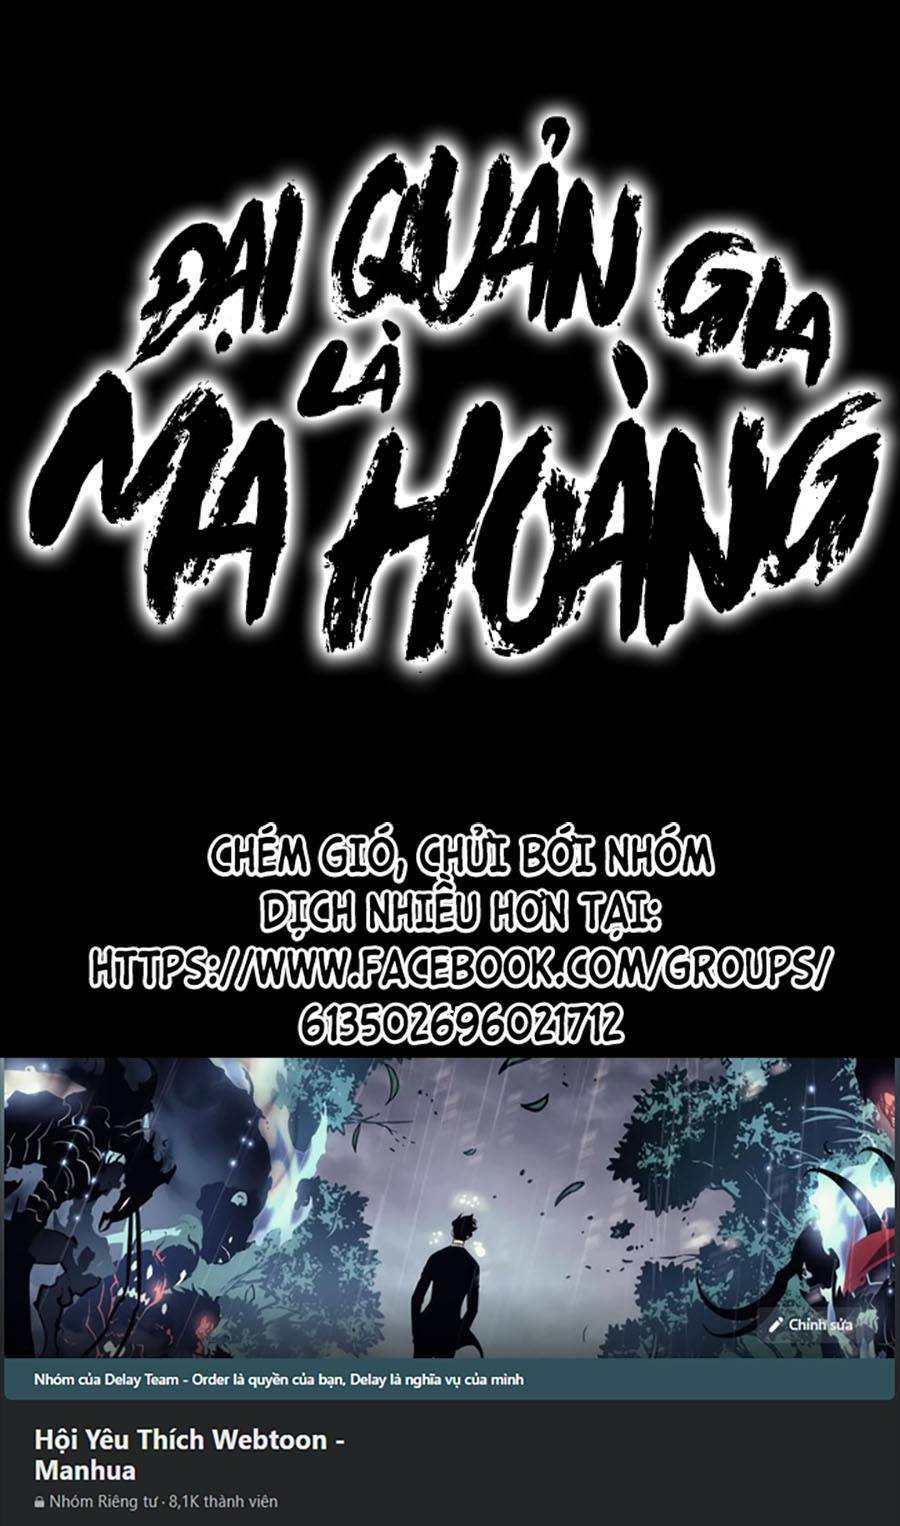 ĐẠI QUẢN GIA
LÀ
MA HOÀNG
CHÉM GIÓ, CHỬI BỚI NHÓM
DỊCH NHIỀU HƠN TẠI:
HTTPS://WWW.FACEBOOK.COM/GROUPS/
613502696021712
Chỉnh sửa
Nhóm của Delay Team - Order là quyền của bạn, Delay là nghĩa vụ của mình
Hội Yêu Thích Webtoon -
Manhua
Nhóm Riêng tư · 8,1K thành viên